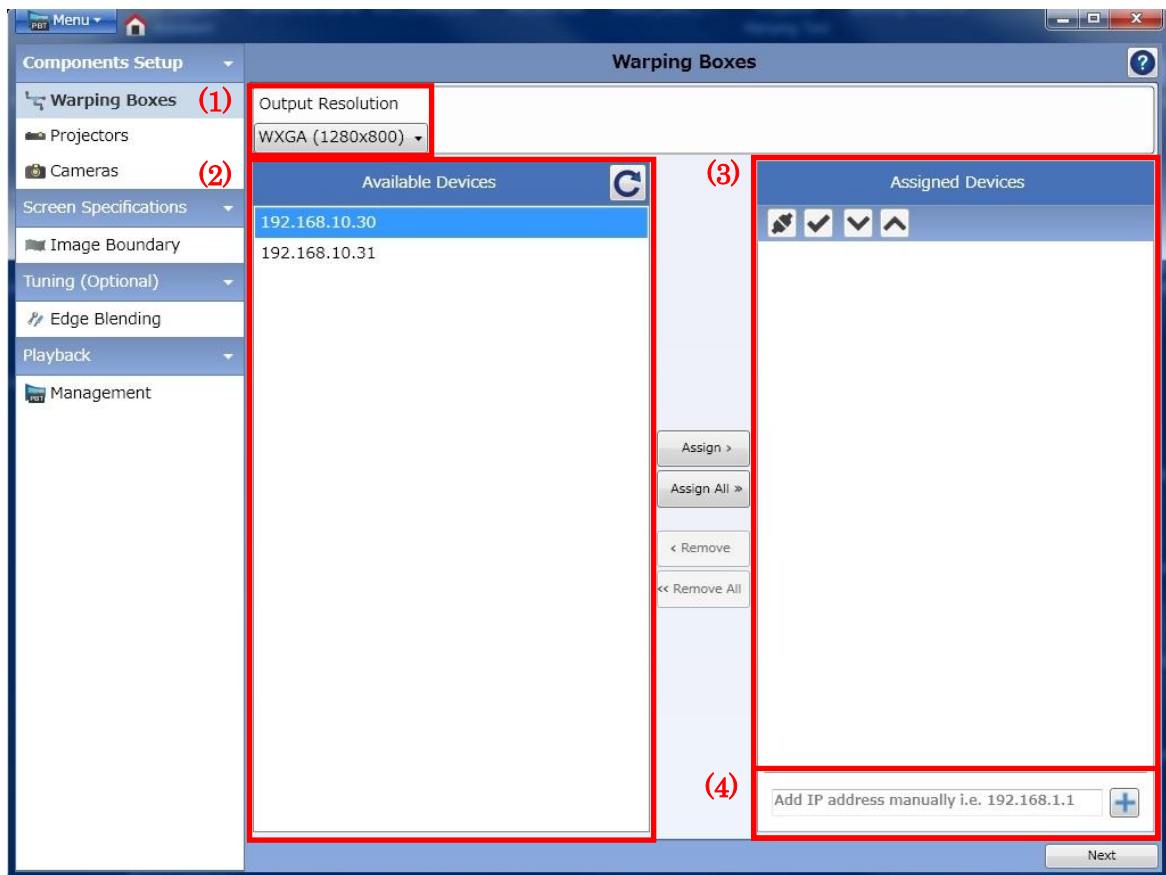 PBT Menu
Components Setup
Warping Boxes
?
Warping Boxes
(1)
Output Resolution
Projectors
WXGA (1280x800)
Cameras
(2)
Available Devices
(3)
Assigned Devices
Screen Specifications
192.168.10.30
Image Boundary
192.168.10.31
Tuning (Optional)
Edge Blending
Playback
PBT Management
Assign >
Assign All »
< Remove
<< Remove All
(4)
Add IP address manually i.e. 192.168.1.1
Next